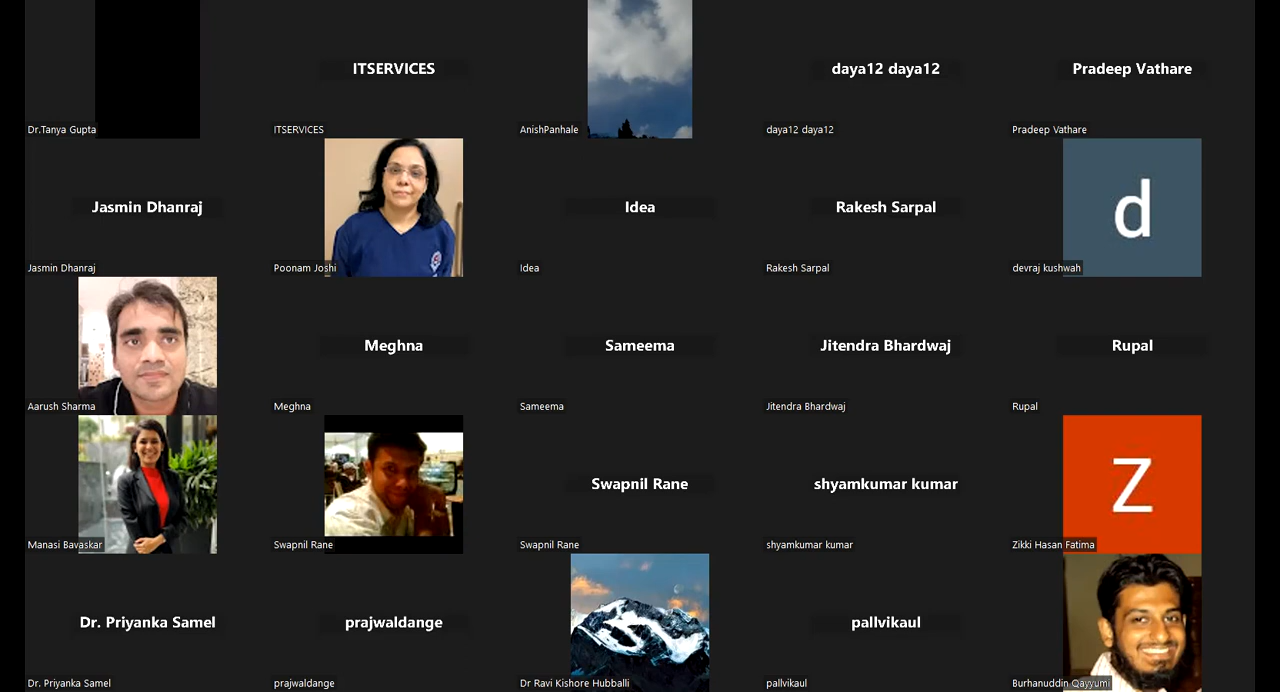 ITSERVICES
daya12 daya12
Pradeep Vathare
Dr.Tanya Gupta
ITSERVICES
AnishPanhale
daya12 daya12
Pradeep Vathare
Jasmin Dhanraj
Idea
Rakesh Sarpal
d
Jasmin Dhanraj
Poonam Joshi
Idea
Rakesh Sarpal
devraj kushwah
Meghna
Sameema
Jitendra Bhardwaj
Rupal
Aarush Sharma
Meghna
Sameema
Jitendra Bhardwaj
Rupal
Swapnil Rane
shyamkumar kumar
Z
Manasi Bavaskar
Swapnil Rane
Swapnil Rane
shyamkumar kumar
Zikki Hasan Fatima
Dr. Priyanka Samel
prajwaldange
pallvikaul
Dr. Priyanka Samel
prajwaldange
Dr Ravi Kishore Hubballi
pallvikaul
Burhanuddin Qayyumi